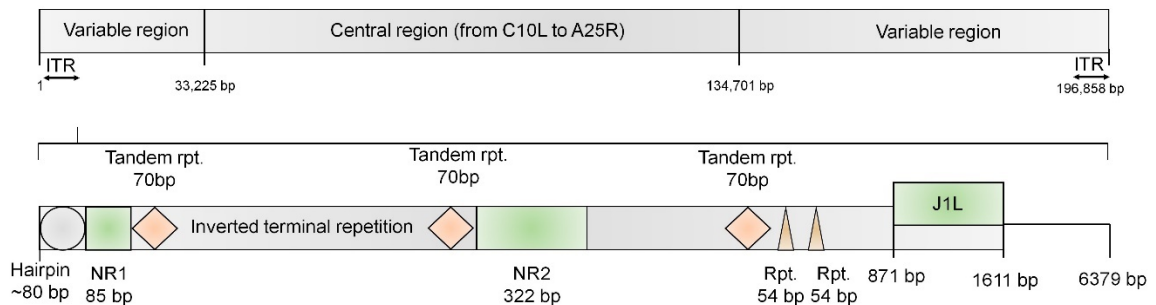 Variable region
Central region (from C10L to A25R)
Variable region
ITR
ITR
1
33,225 bp
134,701 bp
196,858 bp
Tandem rpt.
70bp
Tandem rpt.
70bp
Tandem rpt.
70bp
Inverted terminal repetition
J1L
Hairpin
~80 bp
NR1
85 bp
NR2
322 bp
Rpt.
54 bp
Rpt.
54 bp
871 bp
1611 bp
6379 bp